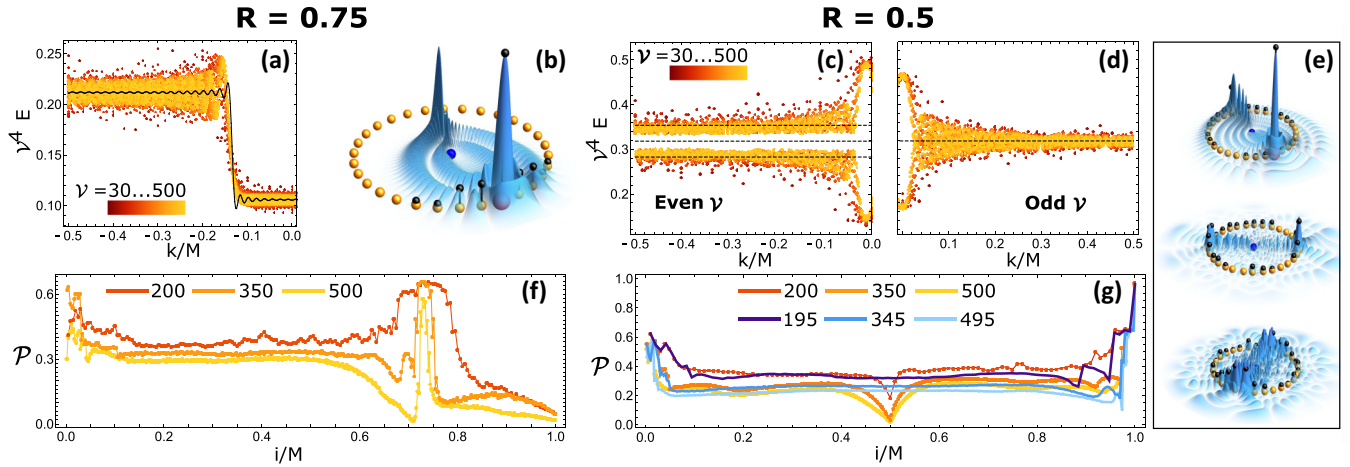 R = 0.75
R = 0.5
(a)
0.25
0.20
0.15
0.10
ν⁴ E
ν = 30...500
−0.5 −0.4 −0.3 −0.2 −0.1 0.0
k/M
(b)
ν = 30...500
(c)
0.5
0.4
0.3
0.2
ν⁴ E
Even ν
−0.5 −0.4 −0.3 −0.2 −0.1 0.0
k/M
(d)
Odd ν
0.1 0.2 0.3 0.4 0.5
k/M
(e)
(f)
200 350 500
0.6
0.3
0.0
𝒫
0.0 0.2 0.4 0.6 0.8 1.0
i/M
(g)
200 350 500
195 345 495
1.0
0.8
0.6
0.4
0.2
0.0
𝒫
0.0 0.2 0.4 0.6 0.8 1.0
i/M